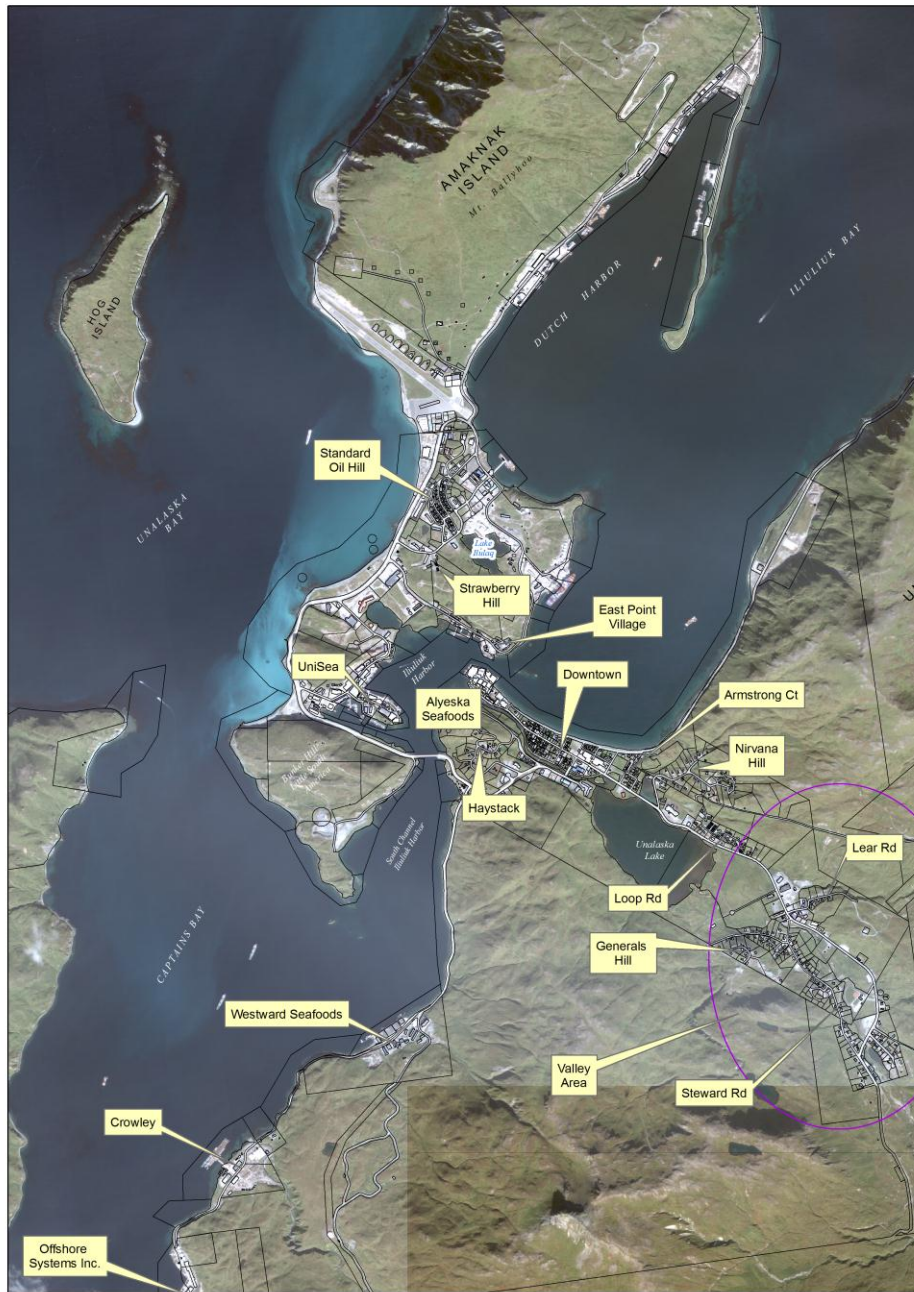 AMAKNAK
ISLAND
Mt. Ballyhoo
HOG
ISLAND
DUTCH HARBOR
ILIULIUK BAY
Standard
Oil Hill
UNALASKA
BAY
Lake
Ilulaq
Strawberry
Hill
East Point
Village
UniSea
Iliuliuk
Harbor
Downtown
Alyeska
Seafoods
Armstrong Ct
Nirvana
Hill
Haystack
South Channel
Iliuliuk Harbor
Unalaska
Lake
Lear Rd
Loop Rd
Generals
Hill
CAPTAINS BAY
Westward Seafoods
Valley
Area
Steward Rd
Crowley
Offshore
Systems Inc.
U